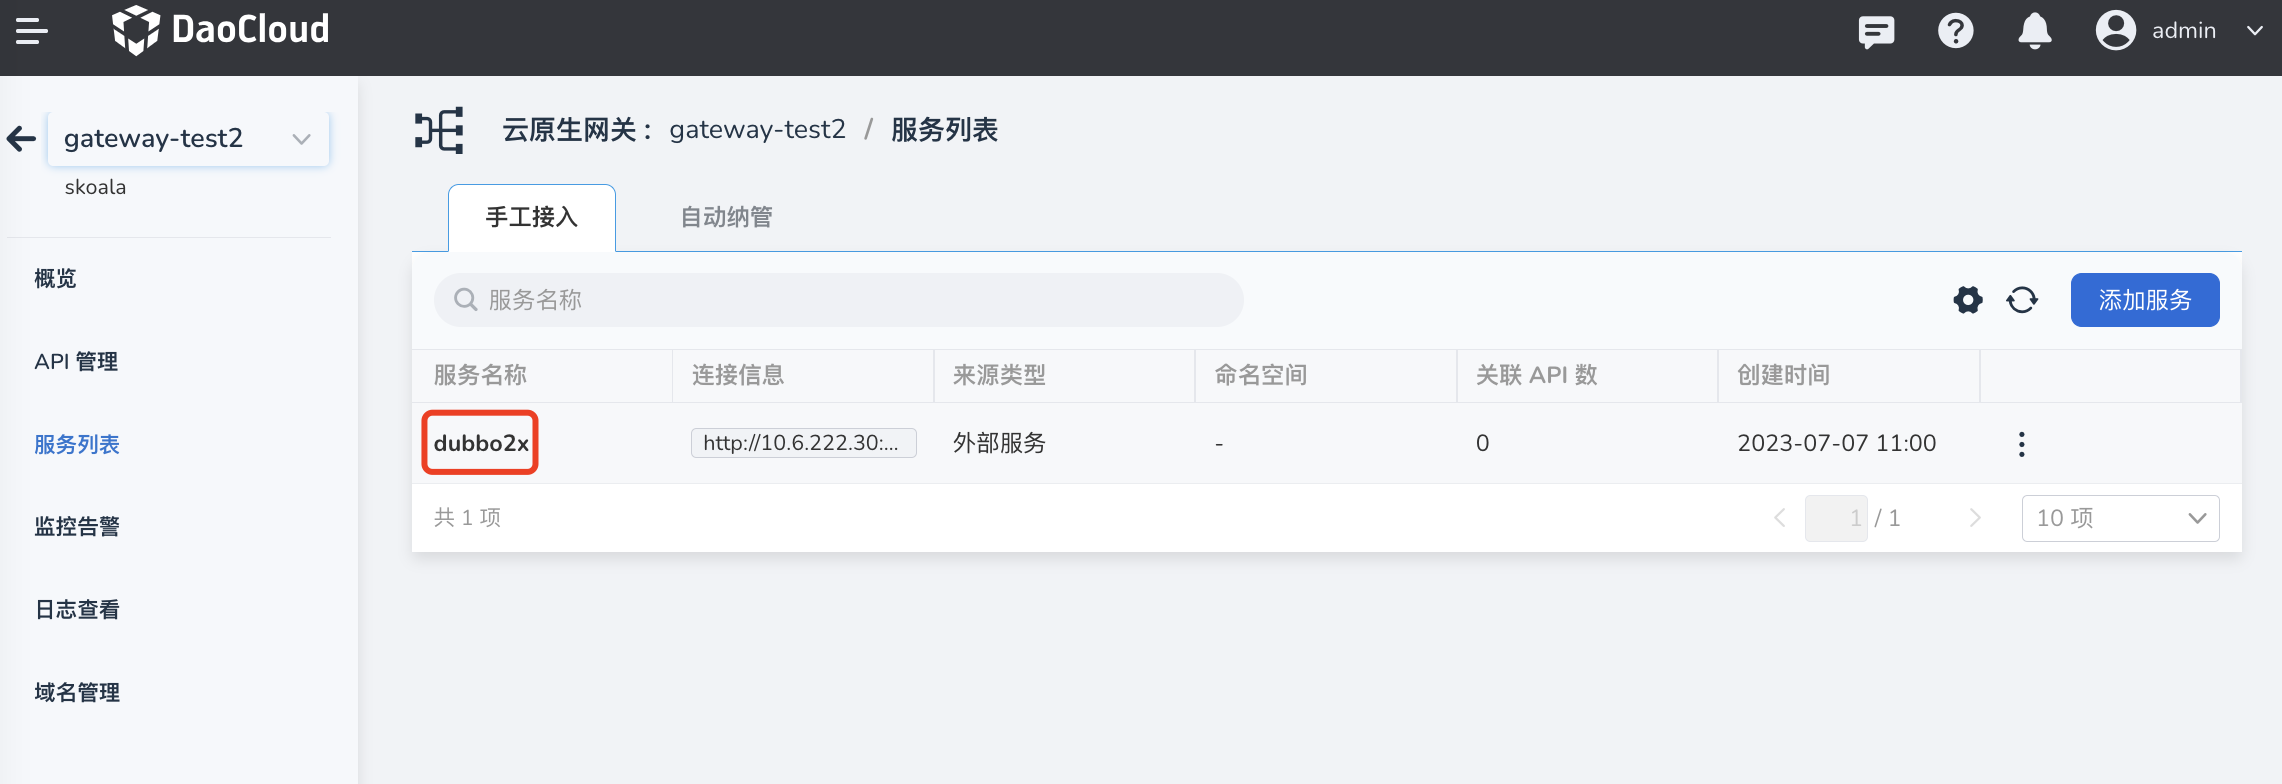 DaoCloud
admin
gateway-test2
skoala
概览
API 管理
服务列表
监控告警
日志查看
域名管理
云原生网关： gateway-test2 / 服务列表
手工接入 自动纳管
服务名称 添加服务
服务名称 连接信息 来源类型 命名空间 关联 API 数 创建时间
dubbo2x http://10.6.222.30:... 外部服务 - 0 2023-07-07 11:00
共 1 项 1 / 1 10 项